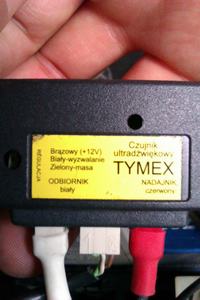 REGULACJA
Brązowy (+12V)
Biały-wyzwalanie
Zielony-masa
ODBIORNIK
biały
Czujnik
ultradźwiękowy
TYMEX
NADAJNIK
czerwony